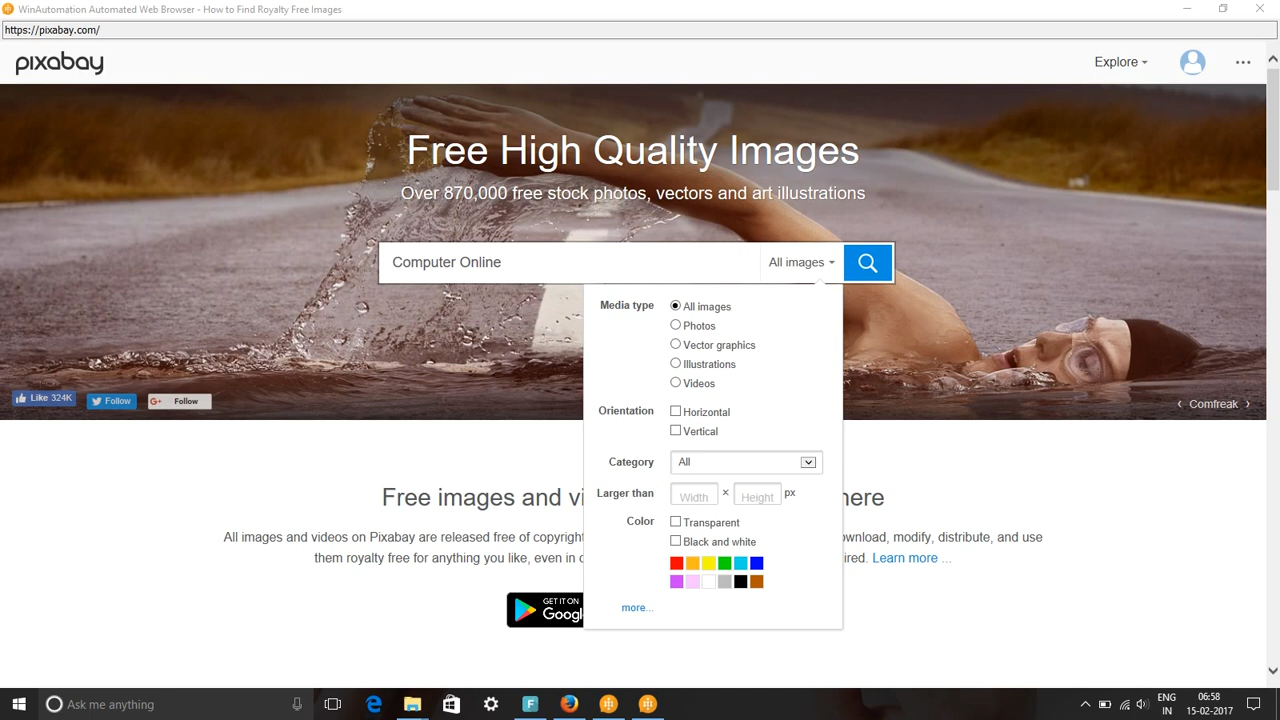 WinAutomation Automated Web Browser - How to Find Royalty Free Images
https://pixabay.com/
pixabay
Explore
Free High Quality Images
Over 870,000 free stock photos, vectors and art illustrations
Computer Online
All images
Media type
All images
Photos
Vector graphics
Illustrations
Videos
Orientation
Horizontal
Vertical
Category
All
Larger than
Width × Height px
Color
Transparent
Black and white
more...
Like 324K
Follow
G+ Follow
Comfreak
Free images and vi
here
All images and videos on Pixabay are released free of copyright
wnload, modify, distribute, and use
them royalty free for anything you like, even in
ired. Learn more ...
GET IT ON
Googl
Ask me anything
ENG
IN
06:58
15-02-2017